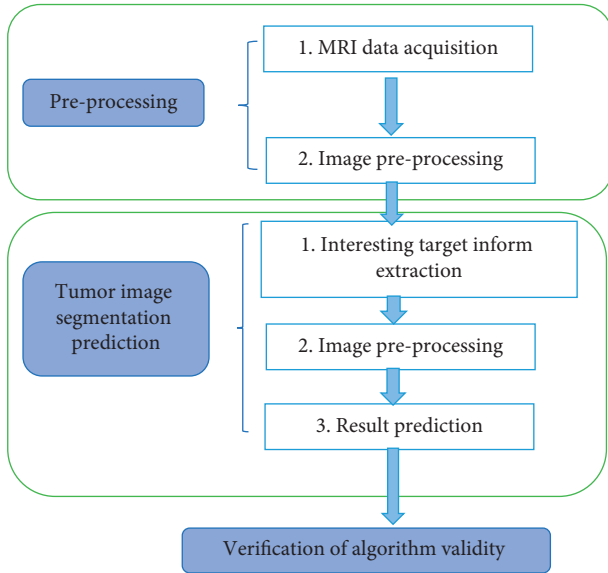 1. MRI data acquisition
Pre-processing
2. Image pre-processing
1. Interesting target inform
extraction
Tumor image
segmentation
prediction
2. Image pre-processing
3. Result prediction
Verification of algorithm validity